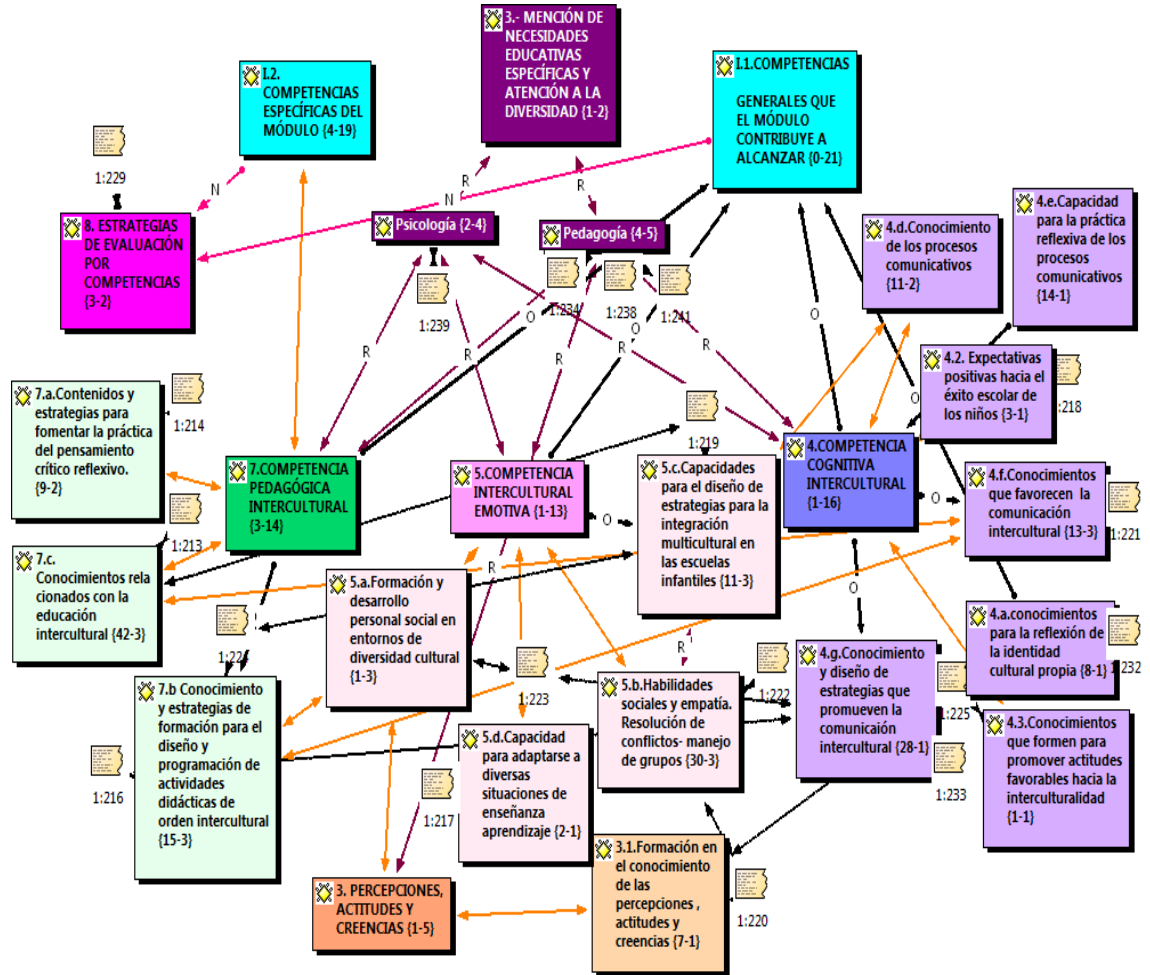 3.- MENCIÓN DE
NECESIDADES
EDUCATIVAS
ESPECÍFICAS Y
ATENCIÓN A LA
DIVERSIDAD {1-2}
I.2.
COMPETENCIAS
ESPECÍFICAS DEL
MÓDULO {4-19}
I.1.COMPETENCIAS
GENERALES QUE
EL MÓDULO
CONTRIBUYE A
ALCANZAR {0-21}
1:229
N
R
N
R
8. ESTRATEGIAS
DE EVALUACIÓN
POR
COMPETENCIAS
{3-2}
Psicología {2-4}
Pedagogía {4-5}
4.d.Conocimiento
de los procesos
comunicativos
{11-2}
4.e.Capacidad
para la práctica
reflexiva de los
procesos
comunicativos
{14-1}
1:239
1:234
1:238
1:241
O
O
O
O
R
R
R
R
R
4.2. Expectativas
positivas hacia el
éxito escolar de
los niños {3-1}
1:218
7.a.Contenidos y
estrategias para
fomentar la práctica
del pensamiento
crítico reflexivo.
{9-2}
1:214
1:219
7.COMPETENCIA
PEDAGÓGICA
INTERCULTURAL
{3-14}
5.COMPETENCIA
INTERCULTURAL
EMOTIVA {1-13}
O
5.c.Capacidades
para el diseño de
estrategias para la
integración
multicultural en
las escuelas
infantiles
{11-3}
4.COMPETENCIA
COGNITIVA
INTERCULTURAL
{1-16}
O
4.f.Conocimientos
que favorecen la
comunicación
intercultural
{13-3}
1:221
1:213
7.c.
Conocimientos rela
cionados con la
educación
intercultural {42-3}
R
O
5.a.Formación y
desarrollo
personal social en
entornos de
diversidad cultural
{1-3}
4.a.conocimientos
para la reflexión de
la identidad
cultural propia {8-1}
1:232
R
7.b Conocimiento
y estrategias de
formación para el
diseño y
programación de
actividades
didácticas de
orden intercultural
{15-3}
1:216
1:223
5.b.Habilidades
sociales y empatía.
Resolución de
conflictos- manejo
de grupos {30-3}
1:222
4.g.Conocimiento
y diseño de
estrategias que
promueven la
comunicaión
intercultural {28-1}
1:225
1:233
4.3.Conocimientos
que formen para
promover actitudes
favorables hacia la
interculturalidad
{1-1}
1:217
5.d.Capacidad
para adaptarse a
diversas
situaciones de
enseñanza
aprendizaje {2-1}
3.1.Formación en
el conocimiento
de las
percepciones ,
actitudes y
creencias {7-1}
1:220
3. PERCEPCIONES,
ACTITUDES Y
CREENCIAS {1-5}